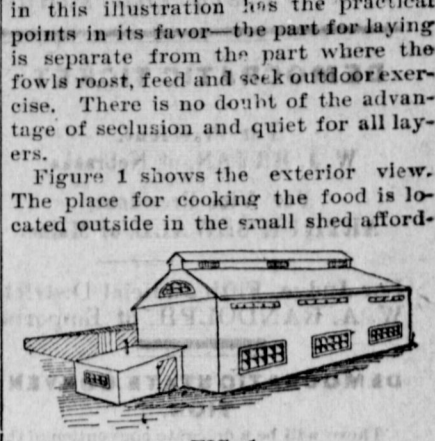 in this illustration has the practical
points in its favor—the part for laying
is separate from the part where the
fowls roost, feed and seek outdoor exer-
cise. There is no doubt of the advan-
tage of seclusion and quiet for all lay-
ers.
Figure 1 shows the exterior view.
The place for cooking the food is lo-
cated outside in the small shed afford-